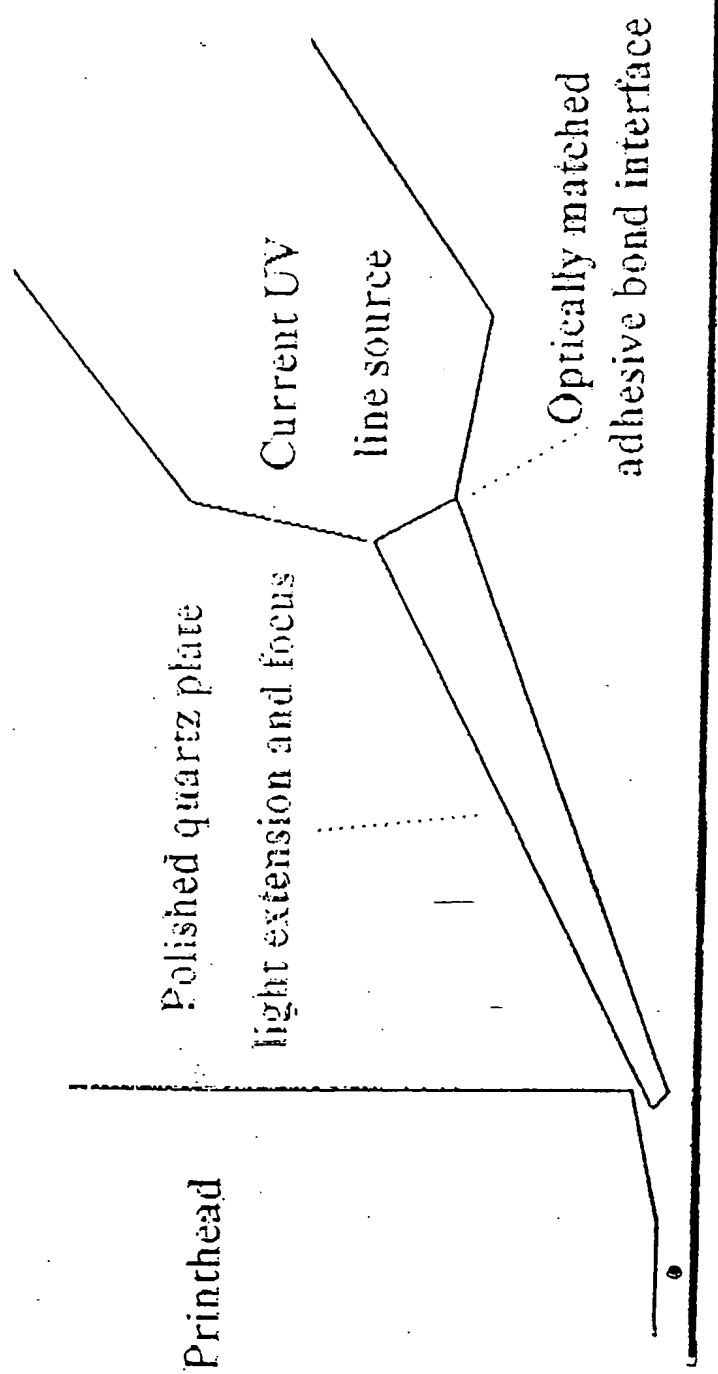 Printhead
Polished quartz plate
light extension and focus
Current UV
line source
Optically matched
adhesive bond interface